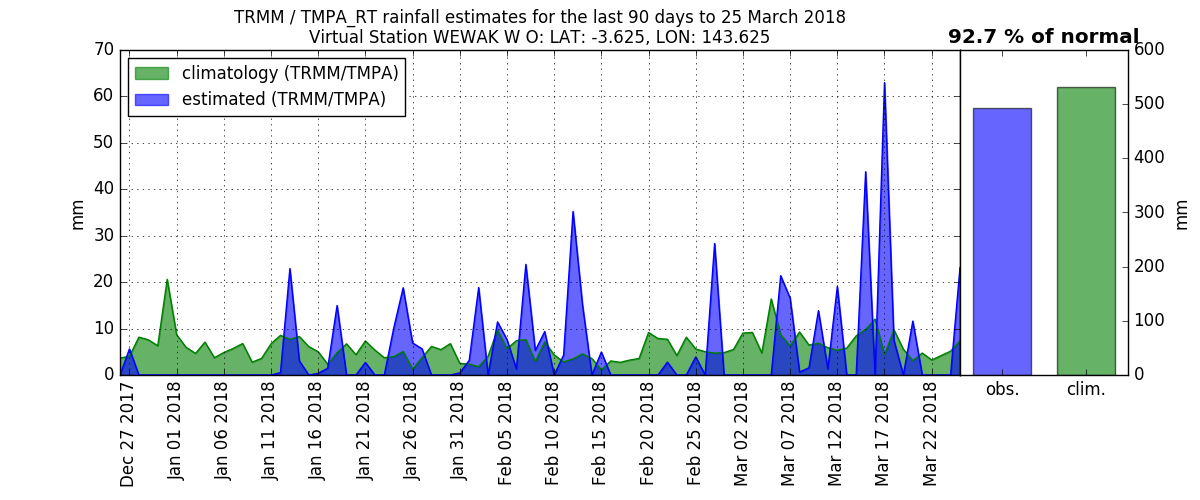 TRMM / TMPA_RT rainfall estimates for the last 90 days to 25 March 2018
Virtual Station WEWAK W O: LAT: -3.625, LON: 143.625
92.7 % of normal
climatology (TRMM/TMPA)
estimated (TRMM/TMPA)
70
60
50
40
30
20
10
0
mm
600
500
400
300
200
100
0
mm
obs.
clim.
Dec 27 2017
Jan 01 2018
Jan 06 2018
Jan 11 2018
Jan 16 2018
Jan 21 2018
Jan 26 2018
Jan 31 2018
Feb 05 2018
Feb 10 2018
Feb 15 2018
Feb 20 2018
Feb 25 2018
Mar 02 2018
Mar 07 2018
Mar 12 2018
Mar 17 2018
Mar 22 2018